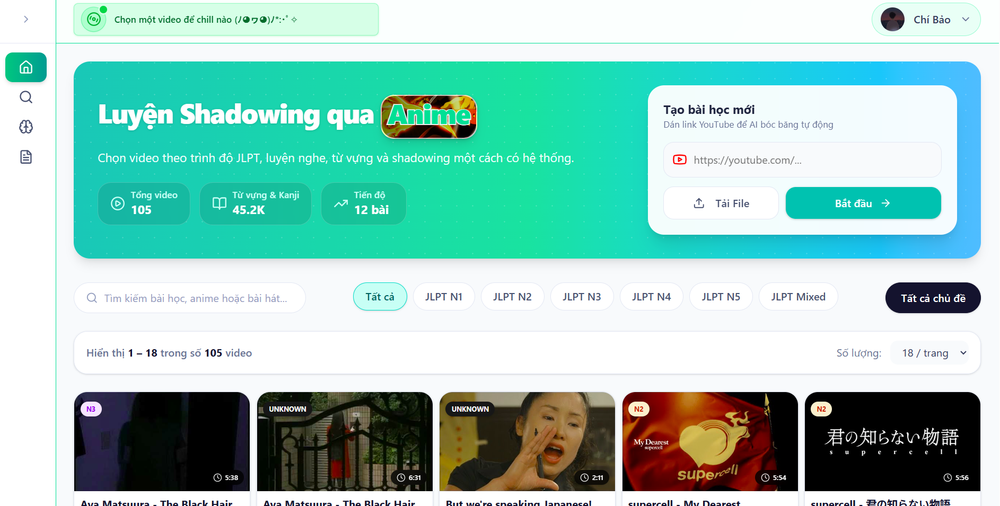 Chọn một video để chill nào (ﾉ◕ヮ◕)ﾉ*:･ﾟ✧
Chí Bảo
Luyện Shadowing qua Anime
Chọn video theo trình độ JLPT, luyện nghe, từ vựng và shadowing một cách có hệ thống.
Tổng video
105
Từ vựng & Kanji
45.2K
Tiến độ
12 bài
Tạo bài học mới
Dán link YouTube để AI bóc băng tự động
https://youtube.com/...
Tải File
Bắt đầu
Tìm kiếm bài học, anime hoặc bài hát...
Tất cả
JLPT N1
JLPT N2
JLPT N3
JLPT N4
JLPT N5
JLPT Mixed
Tất cả chủ đề
Hiển thị 1 – 18 trong số 105 video
Số lượng:
18 / trang
N3
5:38
Aya Matsuura - The Black Hair
UNKNOWN
6:31
Aya Matsuura - The Black Hair
UNKNOWN
2:11
But we're speaking Japanese!
N2
My Dearest
supercell
supercell
5:54
supercell - My Dearest
N2
君の知らない物語
supercell
5:56
supercell - 君の知らない物語